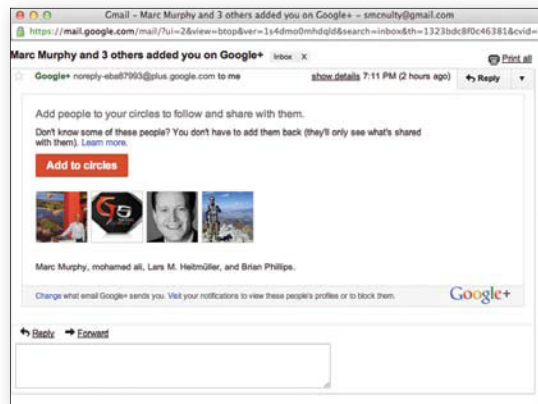 Gmail – Marc Murphy and 3 others added you on Google+ – smcnulty@gmail.com
https://mail.google.com/mail/?ui=2&view=btop&ver=1s4dmo0mhdqld&search=inbox&th=1323bdc8f0c46381&cvid=
Marc Murphy and 3 others added you on Google+ Inbox X
Print all
Google+ noreply-eba87993@plus.google.com to me show details 7:11 PM (2 hours ago) Reply
Add people to your circles to follow and share with them.
Don't know some of these people? You don't have to add them back (they'll only see what's shared
with them). Learn more.
Add to circles
G5
Marc Murphy, mohamed ali, Lars M. Heitmüller, and Brian Phillips.
Change what email Google+ sends you. Visit your notifications to view these people's profiles or to block them.
Google+
Reply Forward